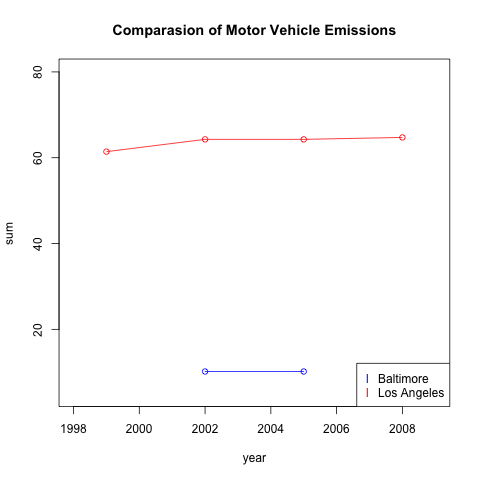 Comparasion of Motor Vehicle Emissions
80
60
40
20
sum
Baltimore
Los Angeles
1998 2000 2002 2004 2006 2008
year